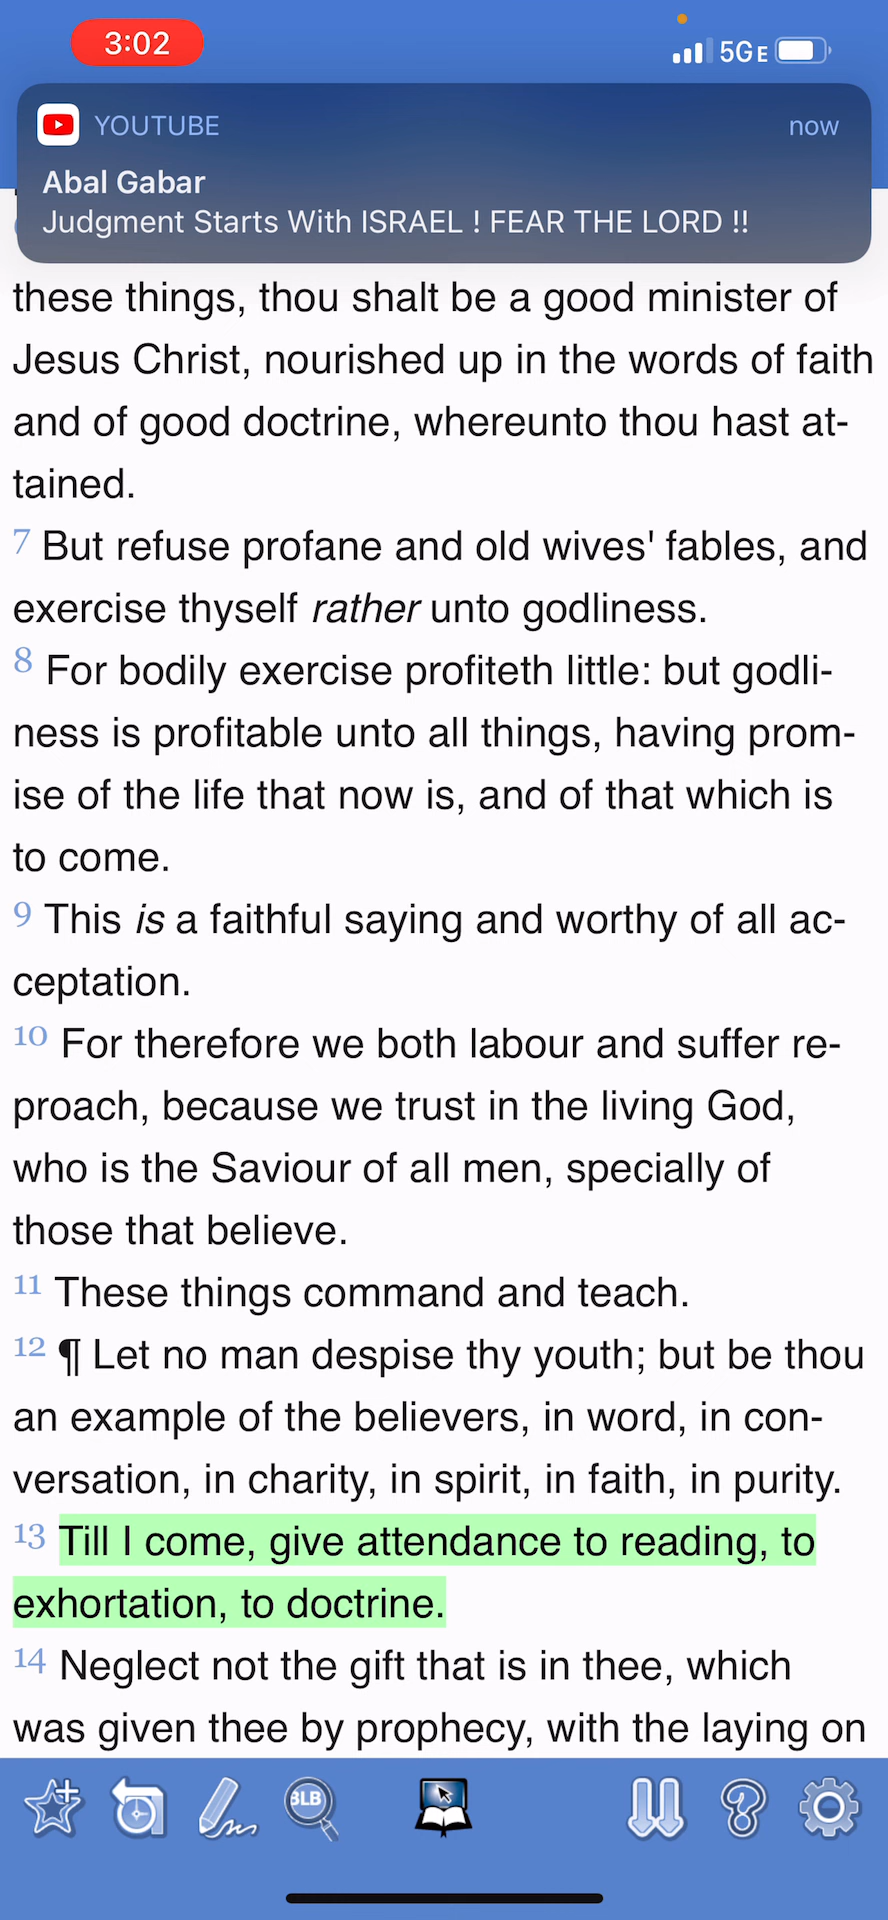 3:02
5GE
YOUTUBE
now
Abal Gabar
Judgment Starts With ISRAEL ! FEAR THE LORD !!
these things, thou shalt be a good minister of
Jesus Christ, nourished up in the words of faith
and of good doctrine, whereunto thou hast at-
tained.
7 But refuse profane and old wives' fables, and
exercise thyself rather unto godliness.
8 For bodily exercise profiteth little: but godli-
ness is profitable unto all things, having prom-
ise of the life that now is, and of that which is
to come.
9 This is a faithful saying and worthy of all ac-
ceptation.
10 For therefore we both labour and suffer re-
proach, because we trust in the living God,
who is the Saviour of all men, specially of
those that believe.
11 These things command and teach.
12 ¶ Let no man despise thy youth; but be thou
an example of the believers, in word, in con-
versation, in charity, in spirit, in faith, in purity.
13 Till I come, give attendance to reading, to
exhortation, to doctrine.
14 Neglect not the gift that is in thee, which
was given thee by prophecy, with the laying on
BLB